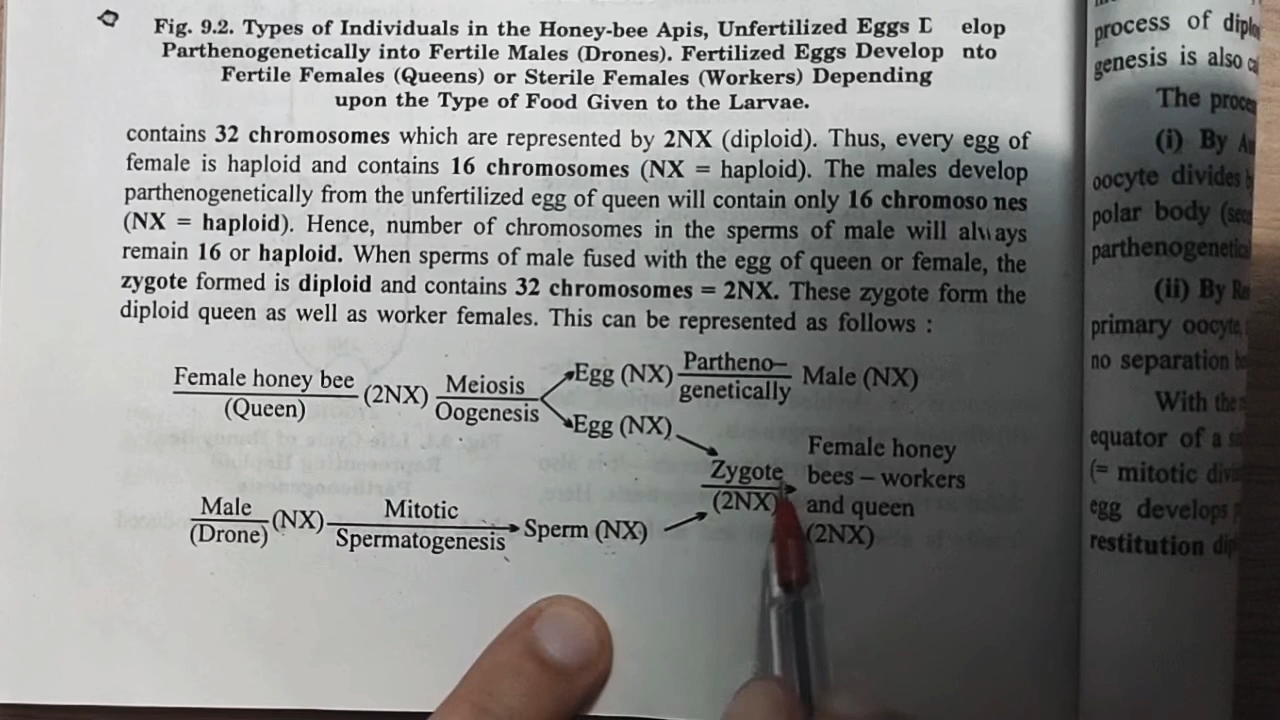 Fig. 9.2. Types of Individuals in the Honey-bee Apis, Unfertilized Eggs D elop
Parthenogenetically into Fertile Males (Drones). Fertilized Eggs Develop nto
Fertile Females (Queens) or Sterile Females (Workers) Depending
upon the Type of Food Given to the Larvae.
contains 32 chromosomes which are represented by 2NX (diploid). Thus, every egg of
female is haploid and contains 16 chromosomes (NX = haploid). The males develop
parthenogenetically from the unfertilized egg of queen will contain only 16 chromoso nes
(NX = haploid). Hence, number of chromosomes in the sperms of male will always
remain 16 or haploid. When sperms of male fused with the egg of queen or female, the
zygote formed is diploid and contains 32 chromosomes = 2NX. These zygote form the
diploid queen as well as worker females. This can be represented as follows :
Female honey bee
(Queen)
(2NX)
Meiosis
Oogenesis
Egg (NX)
Partheno–
genetically
Male (NX)
Egg (NX)
Zygote
(2NX)
Female honey
bees – workers
and queen
(2NX)
Male
(Drone)
(NX)
Mitotic
Spermatogenesis
Sperm (NX)
process of
genesis is also
The
(i) By
oocyte divides
polar body
(ii) By
primary oocyte,
no separation
With the
equator of a
(= mitotic
egg develops
restitution